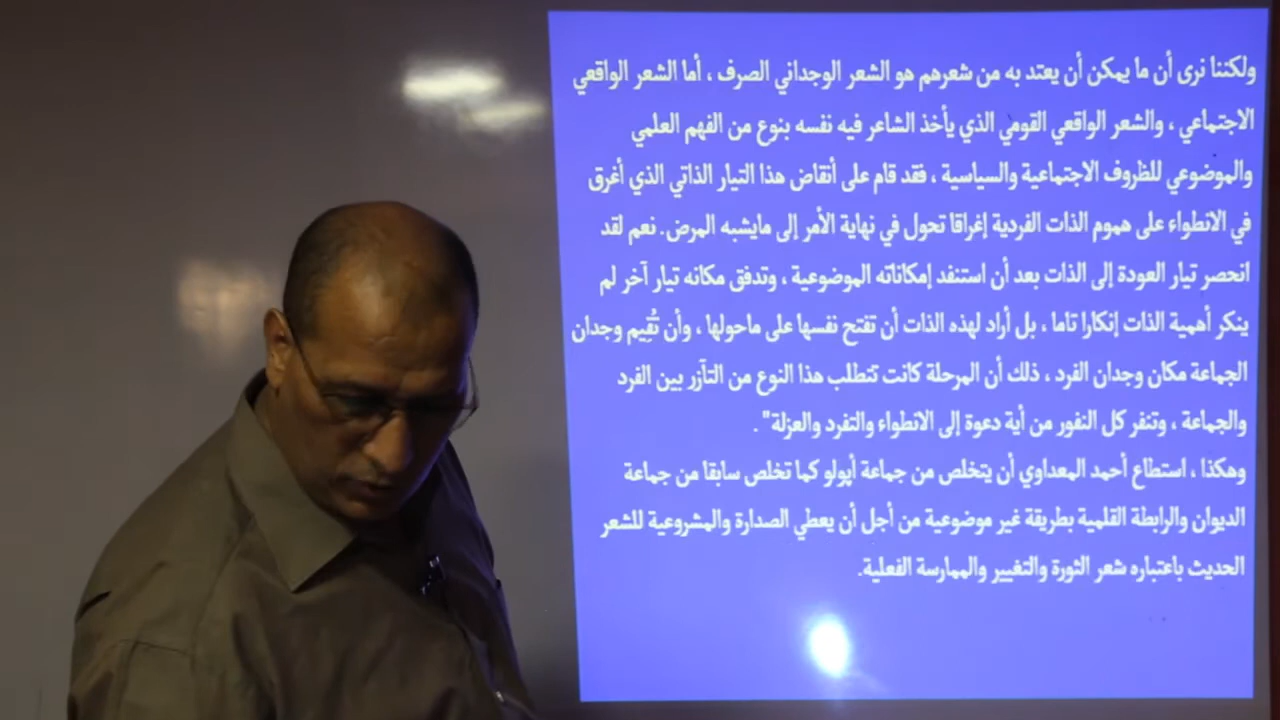 ولكننا نرى أن ما يمكن أن يعتد به من شعرهم هو الشعر الوجداني الصرف ، أما الشعر الواقعي
الاجتماعي ، والشعر الواقعي القومي الذي يأخذ الشاعر فيه نفسه بنوع من الفهم العلمي
والموضوعي للظروف الاجتماعية والسياسية ، فقد قام على أنقاض هذا التيار الذاتي الذي أغرق
في الانطواء على هموم الذات الفردية إغراقا تحول في نهاية الأمر إلى مايشبه المرض. نعم لقد
انحصر تيار العودة إلى الذات بعد أن استنفد إمكاناته الموضوعية ، وتدفق مكانه تيار آخر لم
ينكر أهمية الذات إنكارا تاما ، بل أراد لهذه الذات أن تفتح نفسها على ماحولها ، وأن تُقيم وجدان
الجماعة مكان وجدان الفرد ، ذلك أن المرحلة كانت تتطلب هذا النوع من التآزر بين الفرد
والجماعة ، وتنفر كل النفور من أية دعوة إلى الانطواء والتفرد والعزلة" .
وهكذا ، استطاع أحمد المعداوي أن يتخلص من جماعة أپولو كما تخلص سابقا من جماعة
الديوان والرابطة القلمية بطريقة غير موضوعية من أجل أن يعطي الصدارة والمشروعية للشعر
الحديث باعتباره شعر الثورة والتغيير والممارسة الفعلية.